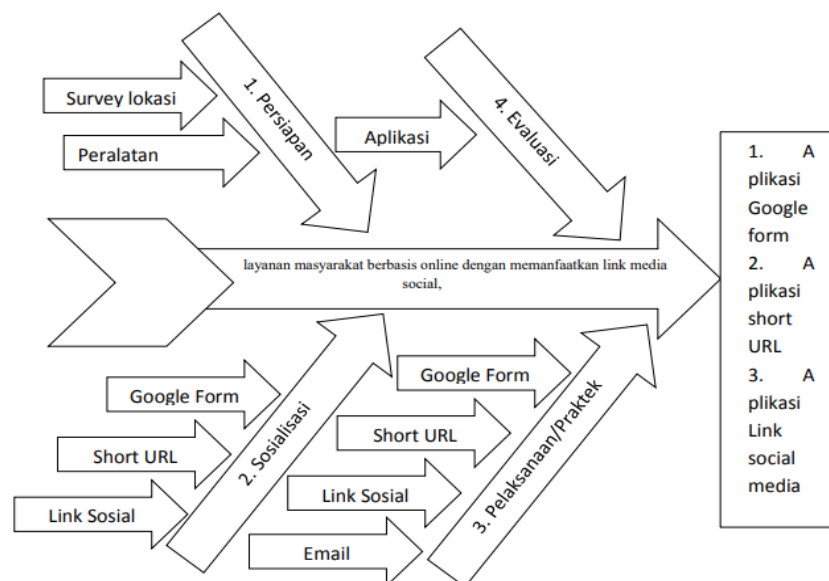 1. Persiapan
Survey lokasi
Peralatan
4. Evaluasi
Aplikasi
layanan masyarakat berbasis online dengan memanfaatkan link media
social,
2. Sosialisasi
Google Form
Short URL
Link Sosial
3. Pelaksanaan/Praktek
Google Form
Short URL
Link Sosial
Email
1. A
plikasi
Google
form
2. A
plikasi
short
URL
3. A
plikasi
Link
social
media